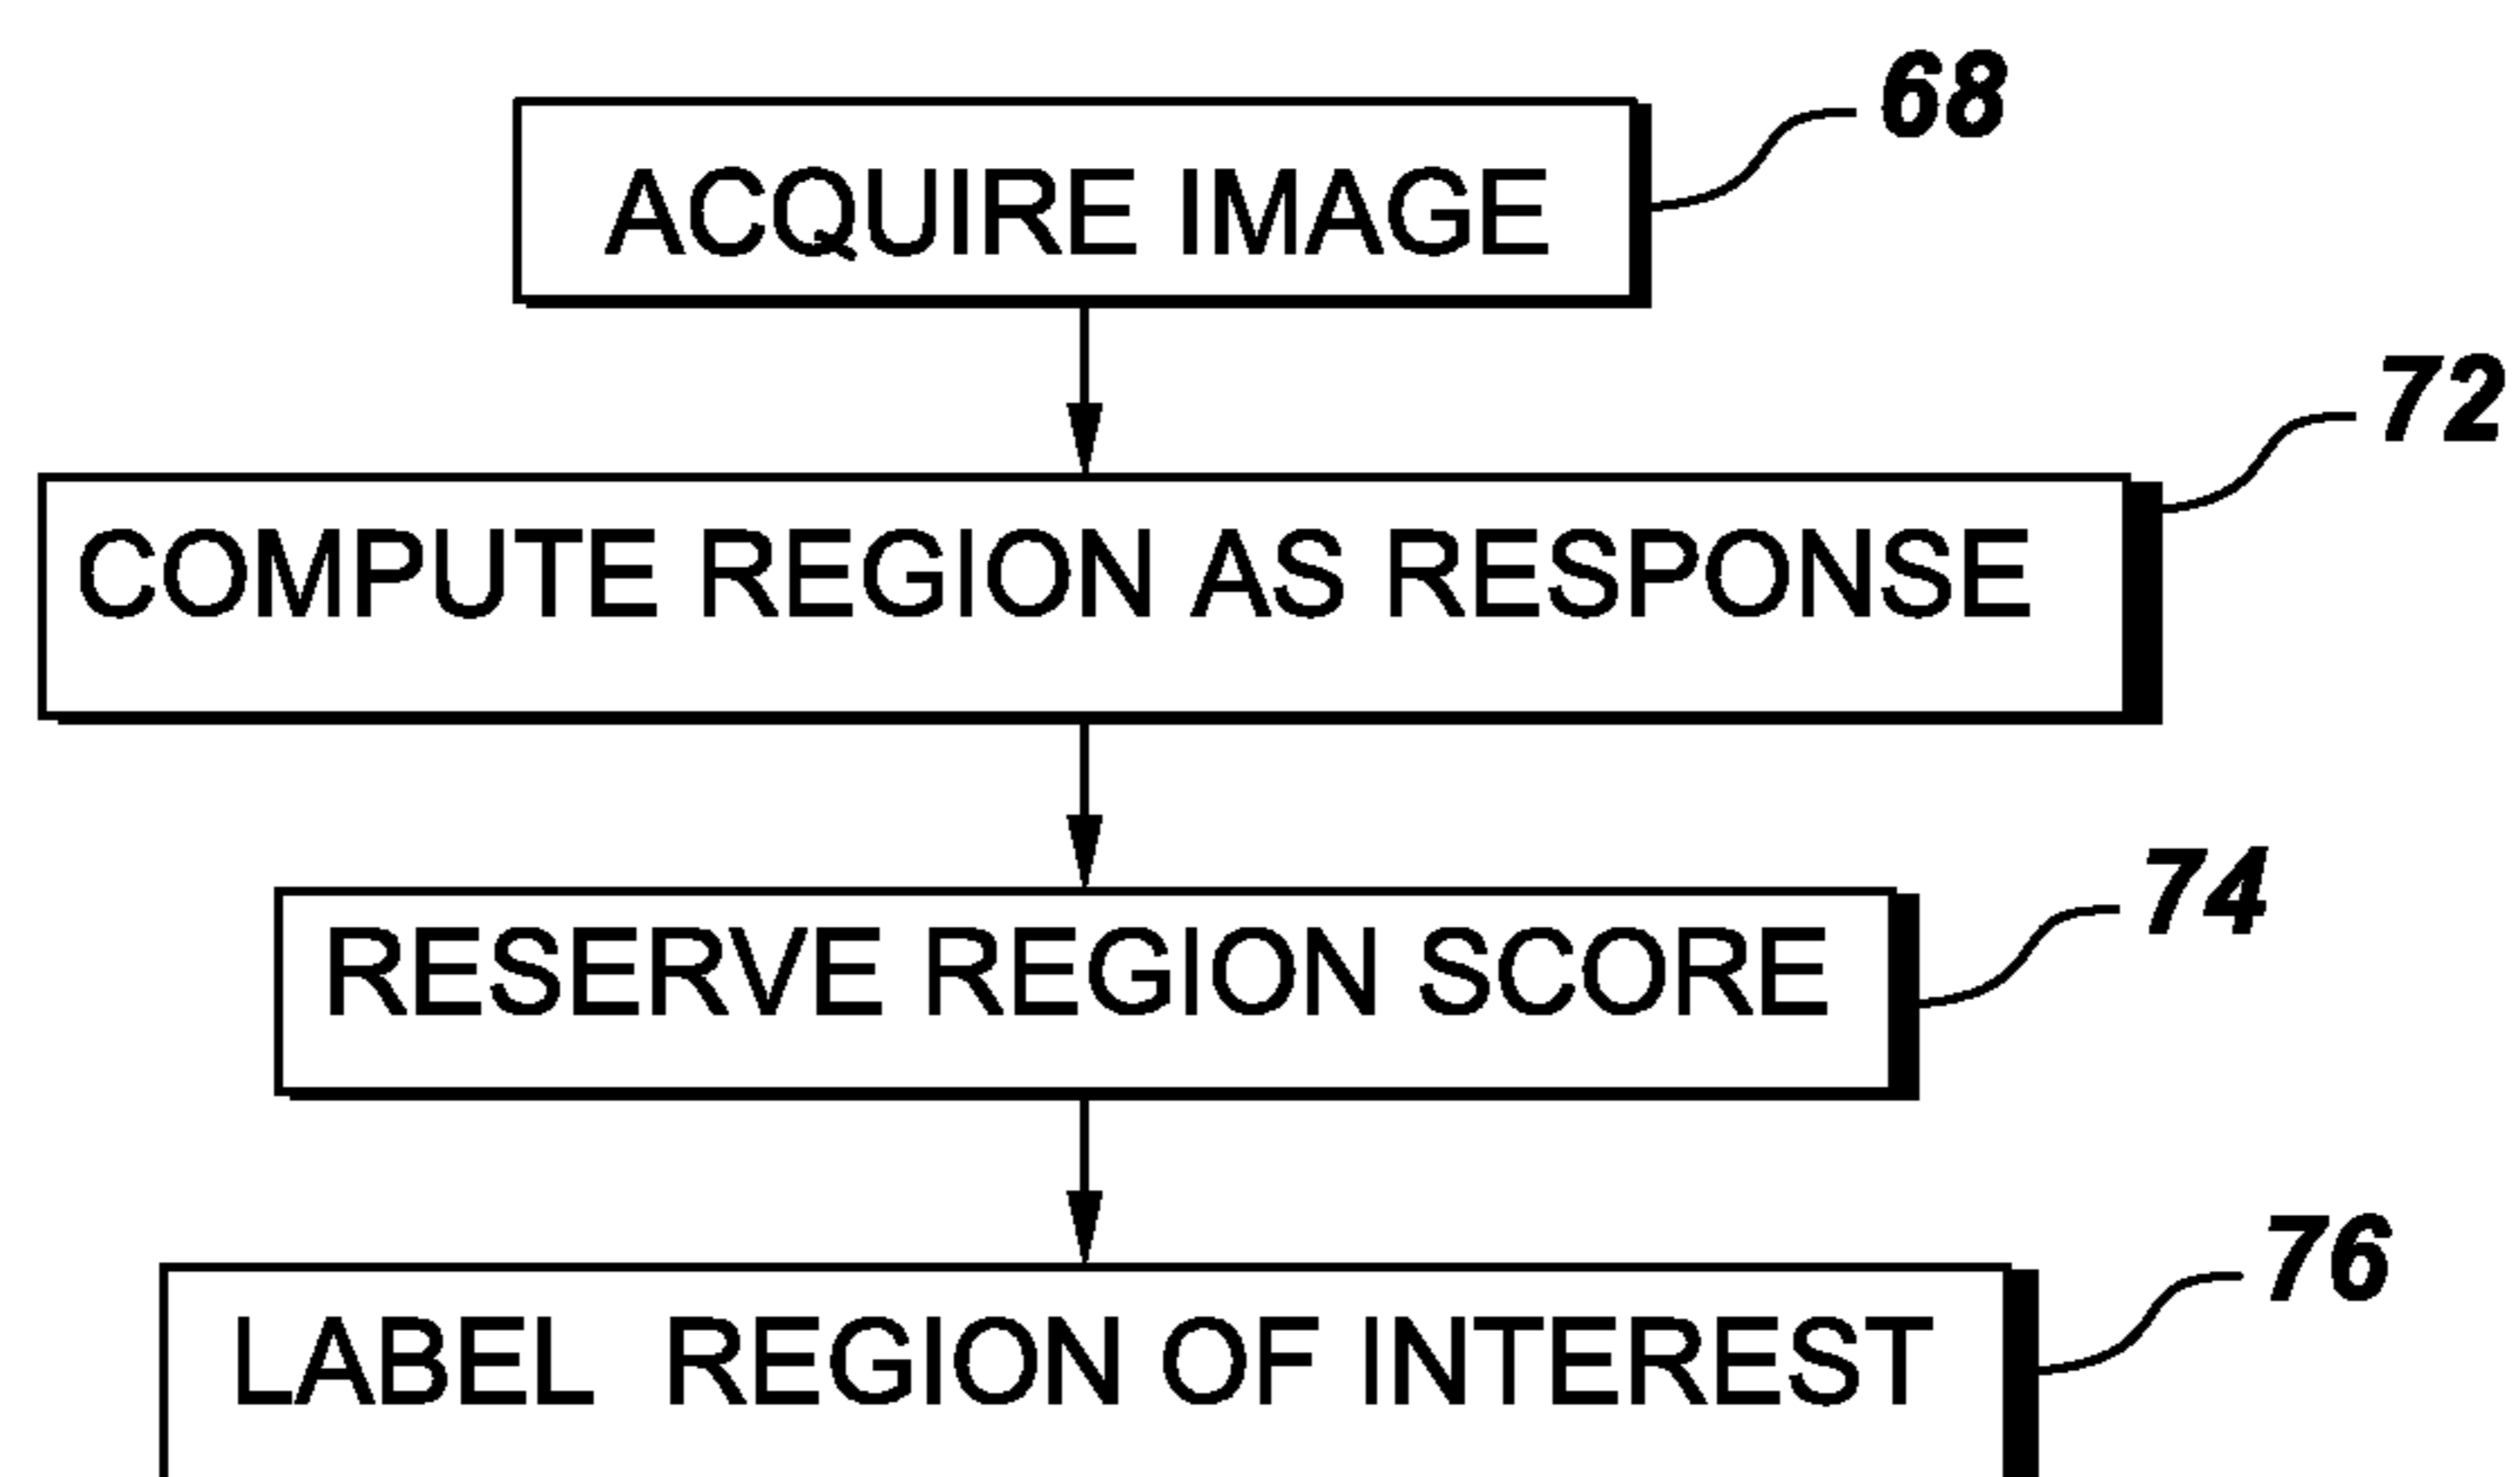 68
ACQUIRE IMAGE
72
COMPUTE REGION AS RESPONSE
74
RESERVE REGION SCORE
76
LABEL REGION OF INTEREST